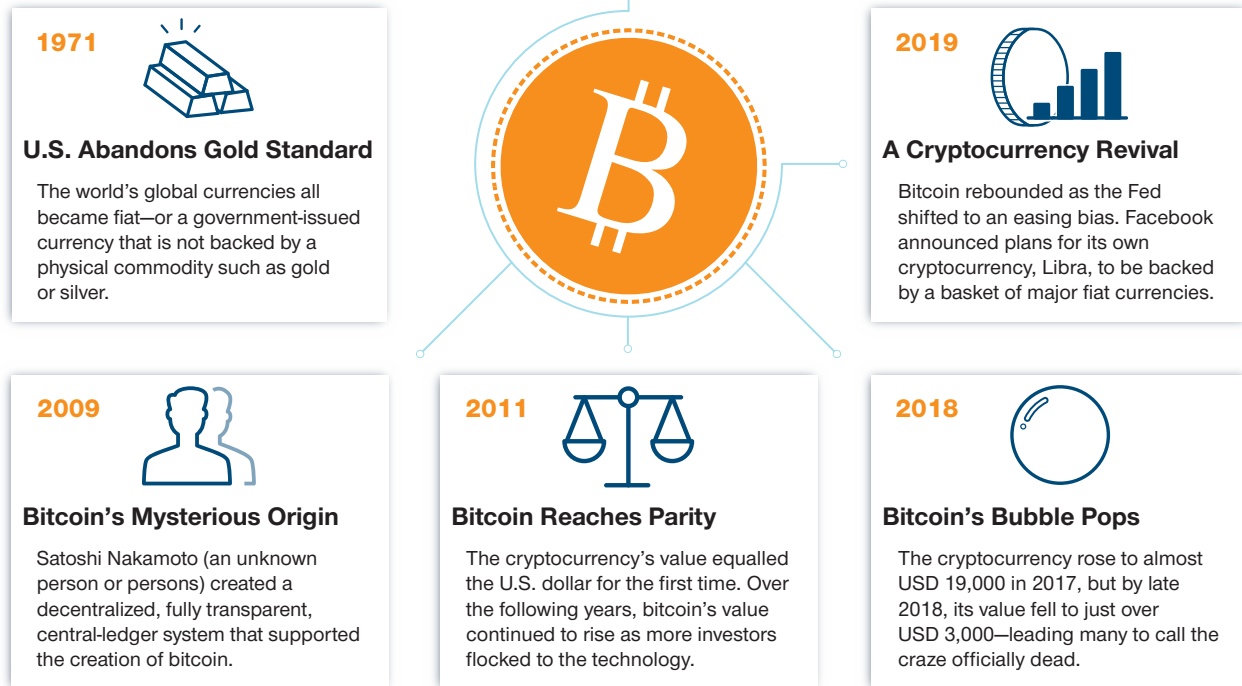 1971
U.S. Abandons Gold Standard
The world's global currencies all
became fiat—or a government-issued
currency that is not backed by a
physical commodity such as gold
or silver.
2009
Bitcoin's Mysterious Origin
Satoshi Nakamoto (an unknown
person or persons) created a
decentralized, fully transparent,
central-ledger system that supported
the creation of bitcoin.
2011
Bitcoin Reaches Parity
The cryptocurrency's value equalled
the U.S. dollar for the first time. Over
the following years, bitcoin's value
continued to rise as more investors
flocked to the technology.
2018
Bitcoin's Bubble Pops
The cryptocurrency rose to almost
USD 19,000 in 2017, but by late
2018, its value fell to just over
USD 3,000—leading many to call the
craze officially dead.
2019
A Cryptocurrency Revival
Bitcoin rebounded as the Fed
shifted to an easing bias. Facebook
announced plans for its own
cryptocurrency, Libra, to be backed
by a basket of major fiat currencies.